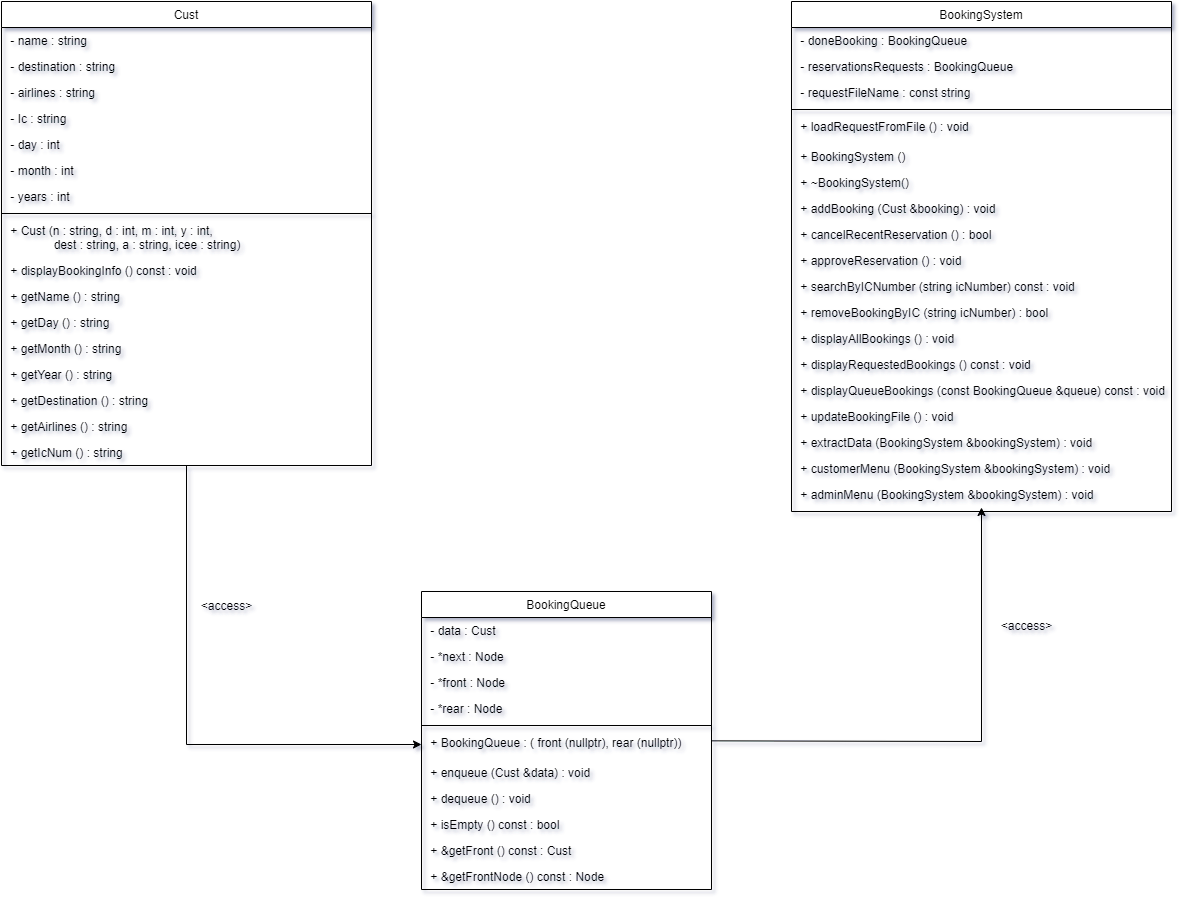 Cust
- name : string
- destination : string
- airlines : string
- Ic : string
- day : int
- month : int
- years : int
+ Cust (n : string, d : int, m : int, y : int,
dest : string, a : string, icee : string)
+ displayBookingInfo () const : void
+ getName () : string
+ getDay () : string
+ getMonth () : string
+ getYear () : string
+ getDestination () : string
+ getAirlines () : string
+ getIcNum () : string
BookingSystem
- doneBooking : BookingQueue
- reservationsRequests : BookingQueue
- requestFileName : const string
+ loadRequestFromFile () : void
+ BookingSystem ()
+ ~BookingSystem()
+ addBooking (Cust &booking) : void
+ cancelRecentReservation () : bool
+ approveReservation () : void
+ searchByICNumber (string icNumber) const : void
+ removeBookingByIC (string icNumber) : bool
+ displayAllBookings () : void
+ displayRequestedBookings () const : void
+ displayQueueBookings (const BookingQueue &queue) const : void
+ updateBookingFile () : void
+ extractData (BookingSystem &bookingSystem) : void
+ customerMenu (BookingSystem &bookingSystem) : void
+ adminMenu (BookingSystem &bookingSystem) : void
<access>
BookingQueue
- data : Cust
- *next : Node
- *front : Node
- *rear : Node
+ BookingQueue : ( front (nullptr), rear (nullptr))
+ enqueue (Cust &data) : void
+ dequeue () : void
+ isEmpty () const : bool
+ &getFront () const : Cust
+ &getFrontNode () const : Node
<access>